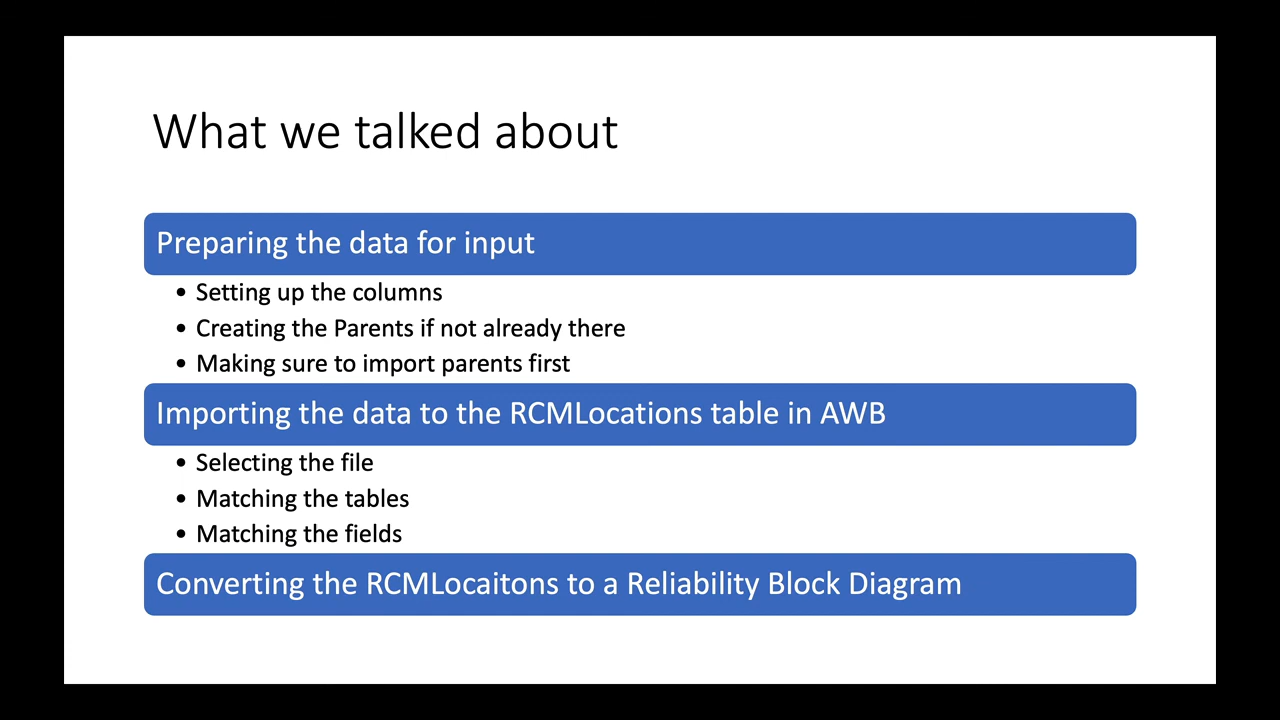 What we talked about
Preparing the data for input
• Setting up the columns
• Creating the Parents if not already there
• Making sure to import parents first
Importing the data to the RCMLocations table in AWB
• Selecting the file
• Matching the tables
• Matching the fields
Converting the RCMLocaitons to a Reliability Block Diagram